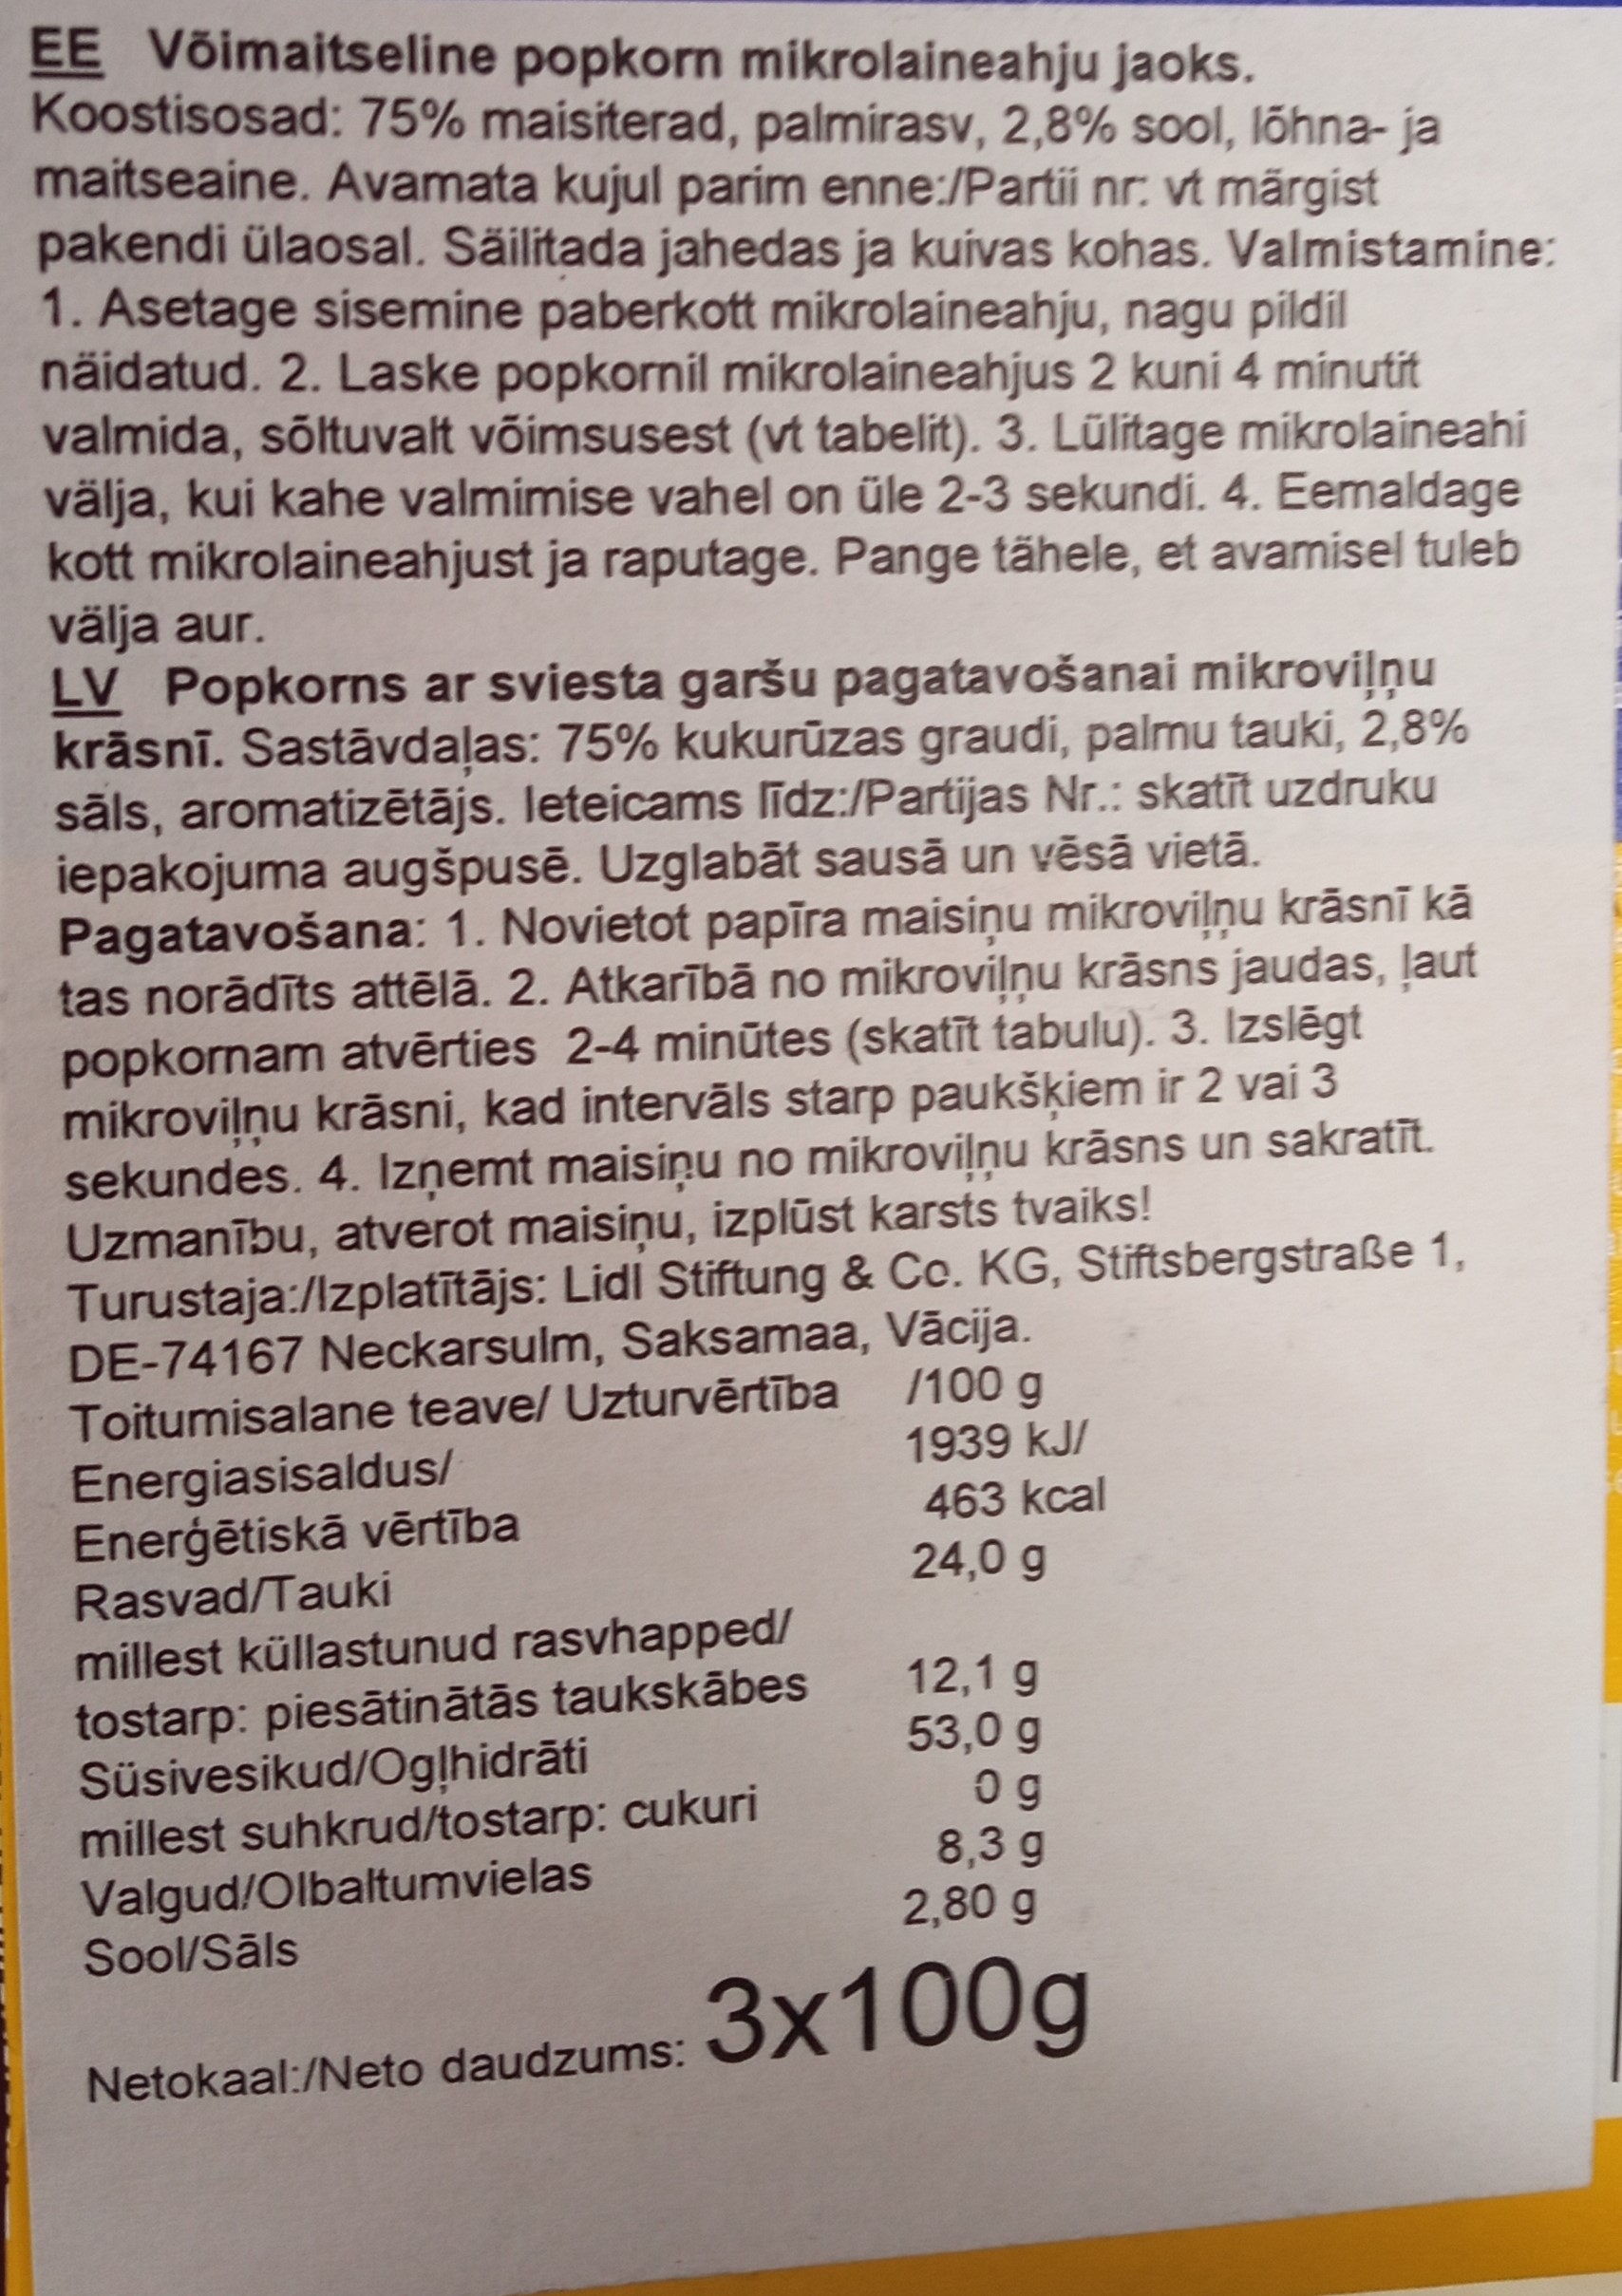 EE Võimaitseline popkorn mikrolaineahju jaoks.
Koostisosad: 75% maisiterad, palmirasv, 2,8% sool, lõhna- ja
maitseaine. Avamata kujul parim enne:/Partii nr: vt märgist
pakendi ülaosal. Säilitada jahedas ja kuivas kohas. Valmistamine:
1. Asetage sisemine paberkott mikrolaineahju, nagu pildil
näidatud. 2. Laske popkornil mikrolaineahjus 2 kuni 4 minutit
valmida, sõltuvalt võimsusest (vt tabelit). 3. Lülitage mikrolaineahi
välja, kui kahe valmimise vahel on üle 2-3 sekundi. 4. Eemaldage
kott mikrolaineahjust ja raputage. Pange tähele, et avamisel tuleb
välja aur.
LV Popkorns ar sviesta garšu pagatavošanai mikroviļņu
krāsnī. Sastāvdaļas: 75% kukurūzas graudi, palmu tauki, 2,8%
sāls, aromatizētājs. Ieteicams līdz:/Partijas Nr.: skatīt uzdruku
iepakojuma augšpusē. Uzglabāt sausā un vēsā vietā.
Pagatavošana: 1. Novietot papīra maisiņu mikroviļņu krāsnī kā
tas norādīts attēlā. 2. Atkarībā no mikroviļņu krāsns jaudas, ļaut
popkornam atvērties 2-4 minūtes (skatīt tabulu). 3. Izslēgt
mikroviļņu krāsni, kad intervāls starp paukšķiem ir 2 vai 3
sekundes. 4. Izņemt maisiņu no mikroviļņu krāsns un sakratīt.
Uzmanību, atverot maisiņu, izplūst karsts tvaiks!
Turustaja:/Izplatītājs: Lidl Stiftung & Co. KG, Stiftsbergstraße 1,
DE-74167 Neckarsulm, Saksamaa, Vācija.
Toitumisalane teave/ Uzturvērtība /100 g
Energiasisaldus/ 1939 kJ/
Enerģētiskā vērtība 463 kcal
Rasvad/Tauki 24,0 g
millest küllastunud rasvhapped/
tostarp: piesātinātās taukskābes 12,1 g
Süsivesikud/Ogļhidrāti 53,0 g
millest suhkrud/tostarp: cukuri 0 g
Valgud/Olbaltumvielas 8,3 g
Sool/Sāls 2,80 g
Netokaal:/Neto daudzums: 3x100g